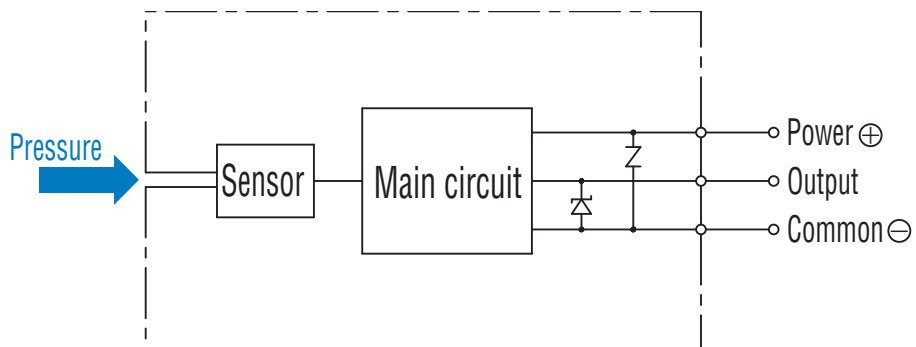 Pressure
Sensor
Main circuit
Power ⊕
Output
Common ⊖